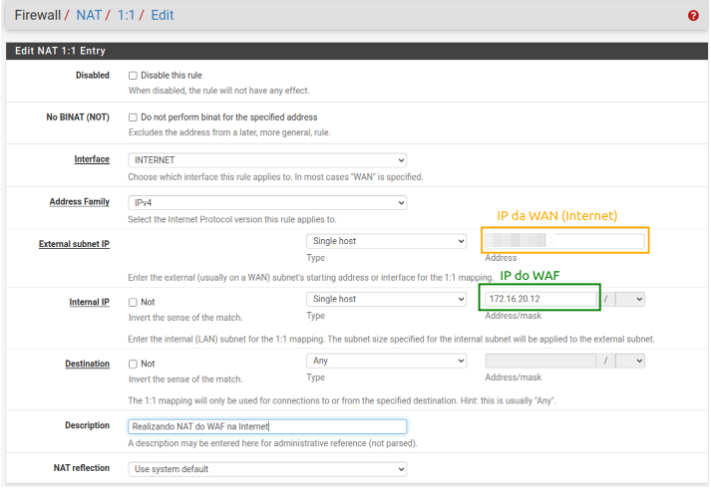 Firewall / NAT / 1:1 / Edit
Edit NAT 1:1 Entry
Disabled
Disable this rule
When disabled, the rule will not have any effect.
No BINAT (NOT)
Do not perform binat for the specified address
Excludes the address from a later, more general, rule.
Interface
INTERNET
Choose which interface this rule applies to. In most cases "WAN" is specified.
Address Family
IPv4
Select the Internet Protocol version this rule applies to.
IP da WAN (Internet)
External subnet IP
Single host
Type
Address
Enter the external (usually on a WAN) subnet's starting address or interface for the 1:1 mapping.
IP do WAF
Internal IP
Not
Single host
172.16.20.12
/
Invert the sense of the match.
Type
Address/mask
Enter the internal (LAN) subnet for the 1:1 mapping. The subnet size specified for the internal subnet will be applied to the external subnet.
Destination
Not
Any
/
Invert the sense of the match.
Type
Address/mask
The 1:1 mapping will only be used for connections to or from the specified destination. Hint: this is usually "Any".
Description
Realizando NAT do WAF na Internet
A description may be entered here for administrative reference (not parsed).
NAT reflection
Use system default